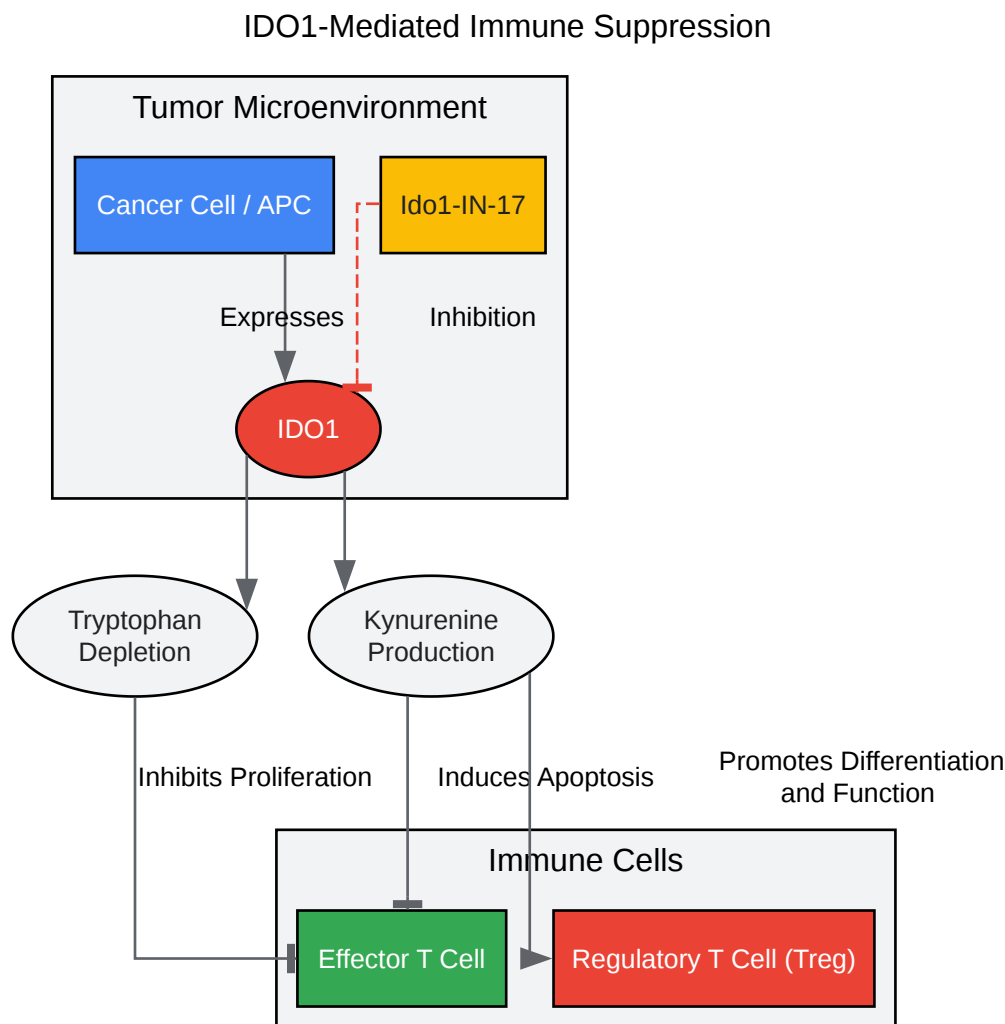 IDO1-Mediated Immune Suppression
Tumor Microenvironment
Cancer Cell / APC
Ido1-IN-17
Expresses
Inhibition
IDO1
Tryptophan
Depletion
Kynurenine
Production
Inhibits Proliferation
Induces Apoptosis
Promotes Differentiation
and Function
Immune Cells
Effector T Cell
Regulatory T Cell (Treg)